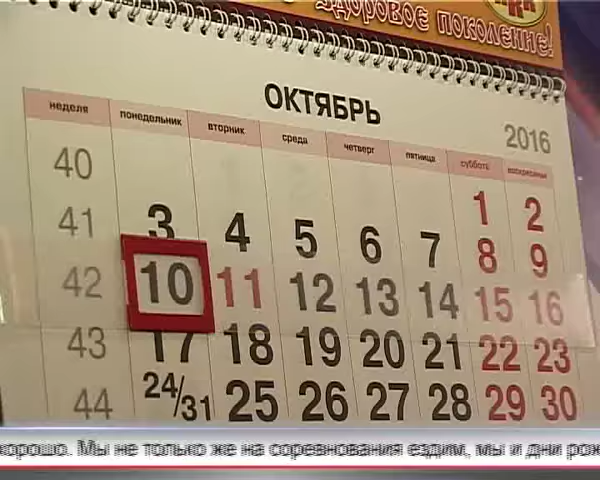 Здоровое поколение!
ОКТЯБРЬ
2016
неделя понедельник вторник среда четверг пятница суббота воскресенье
40 1 2
41 3 4 5 6 7 8 9
42 10 11 12 13 14 15 16
43 17 18 19 20 21 22 23
44 24/31 25 26 27 28 29 30
хорошо. Мы не только же на соревнования ездим, мы и дни рож